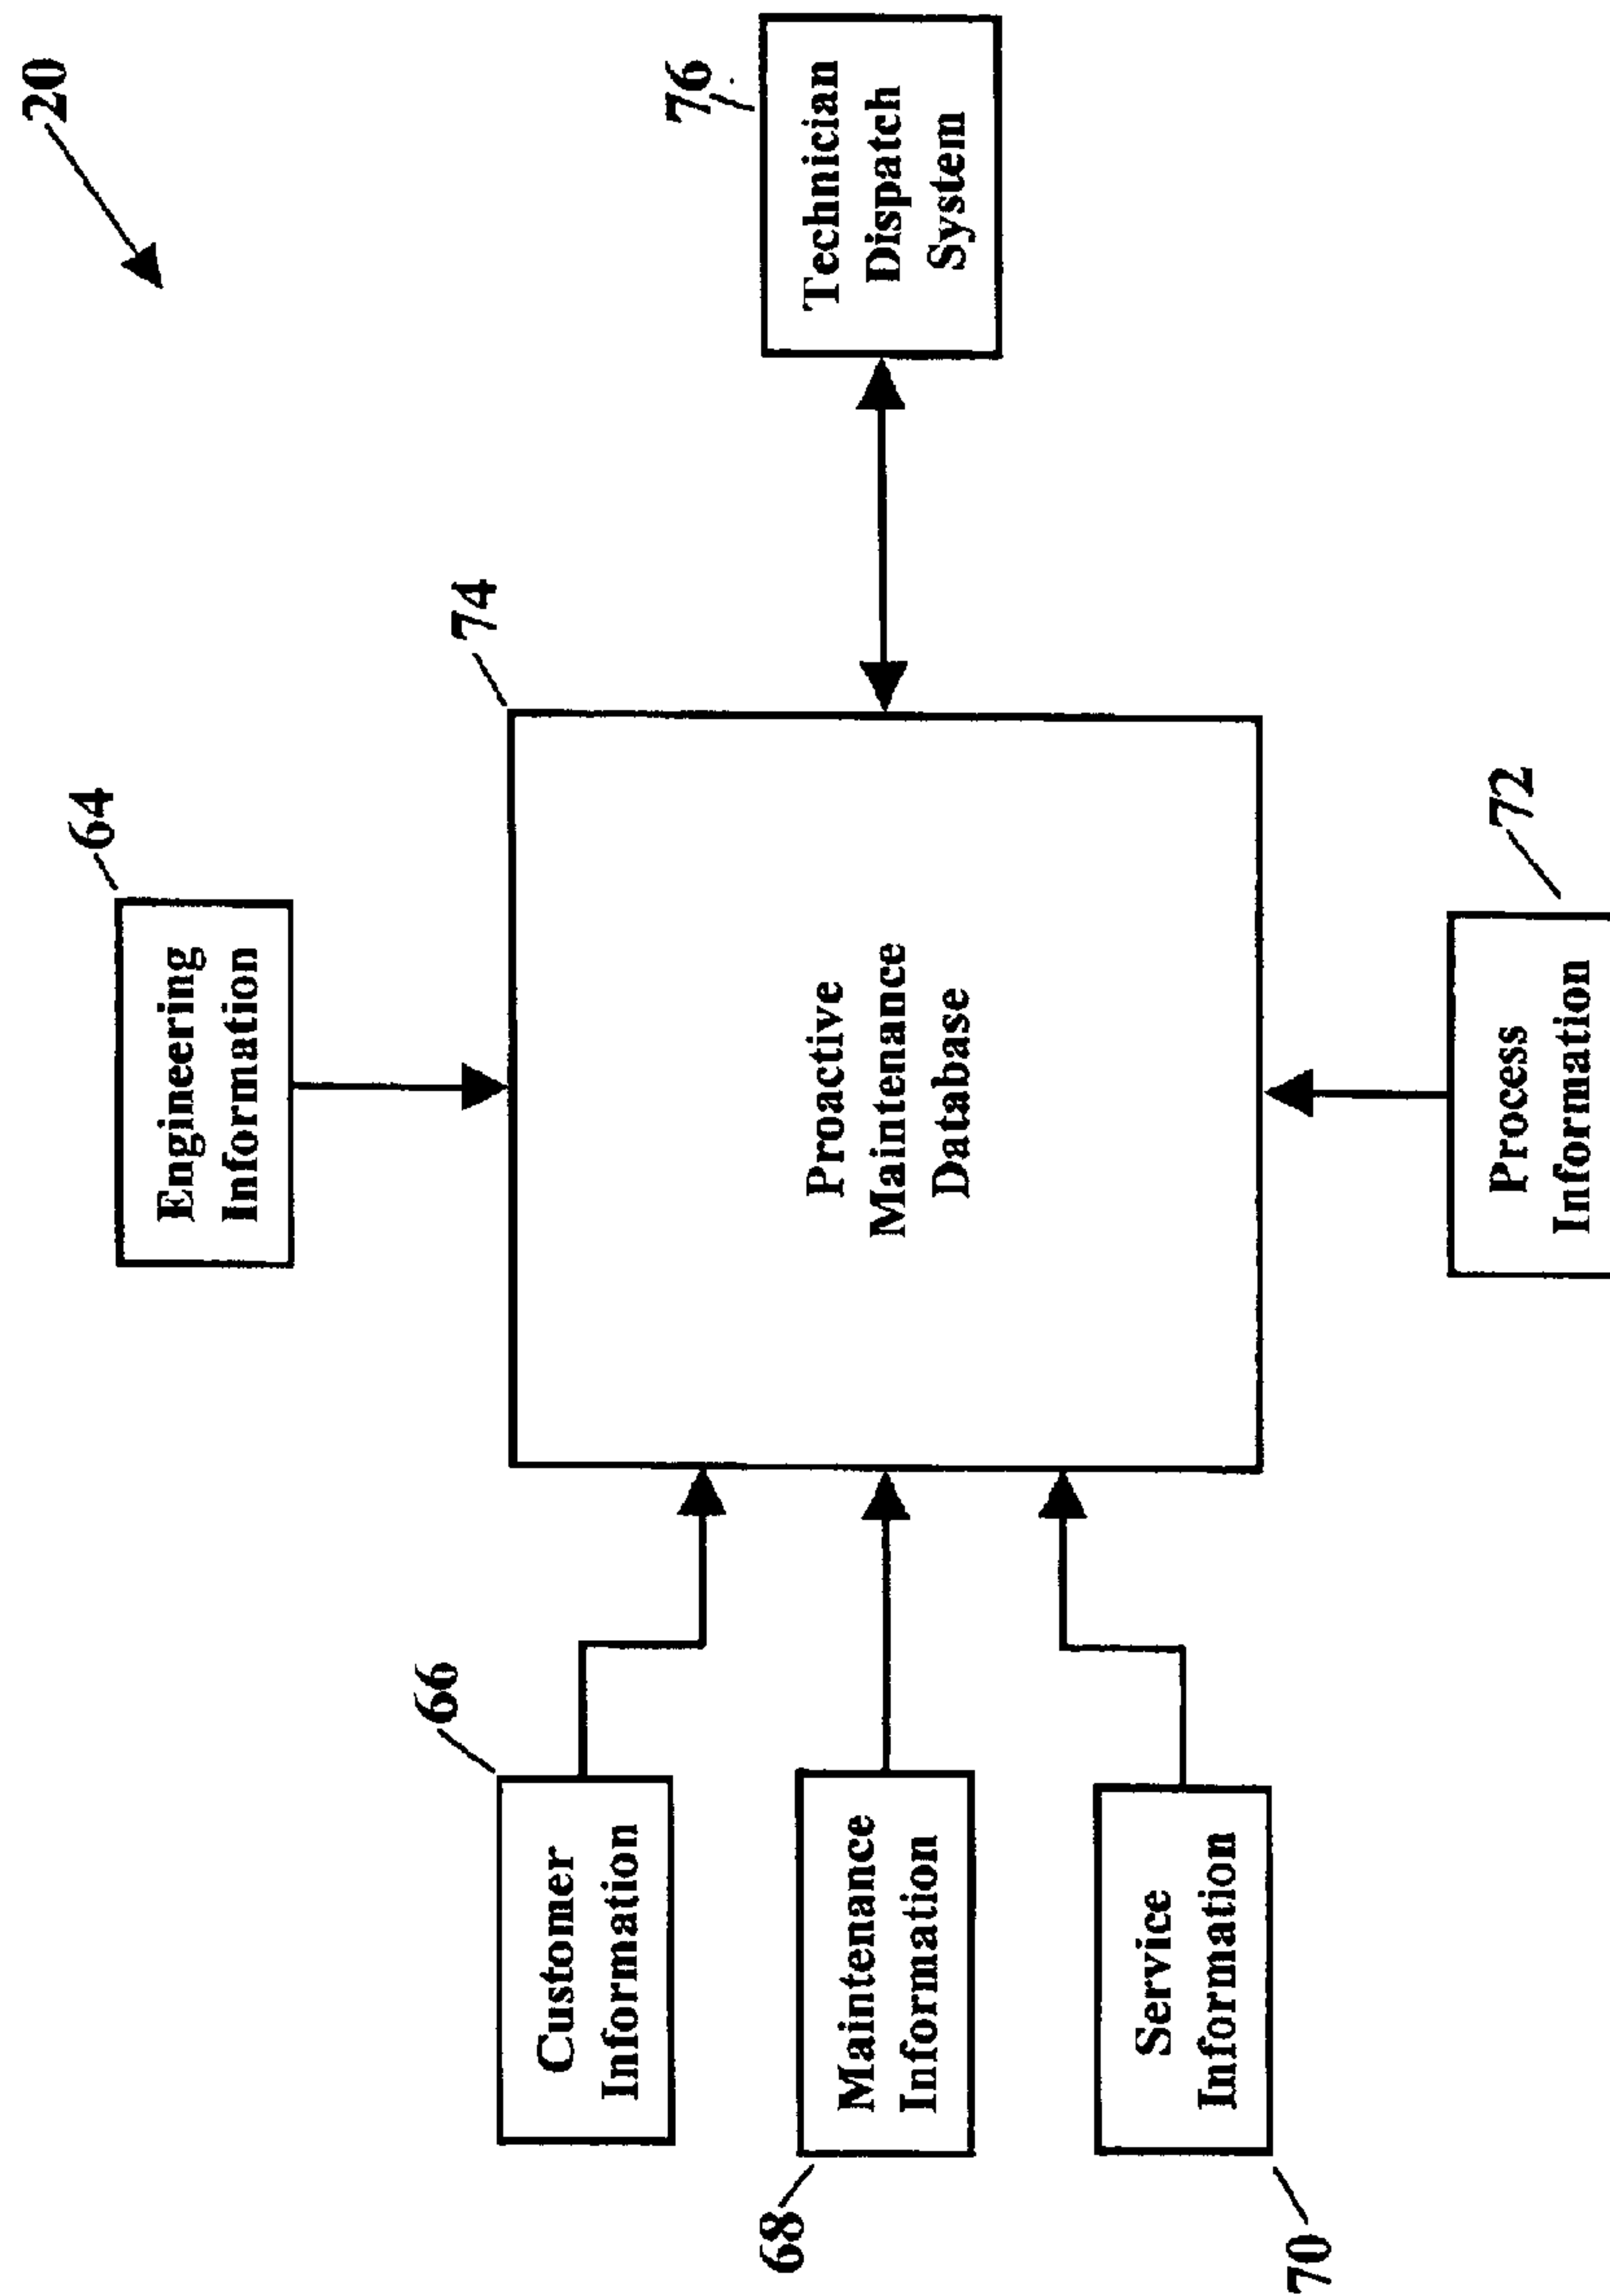 20
64
Engineering
Information
66
Customer
Information
74
Proactive
Maintenance
Database
76
Technician
Dispatch
System
68
Maintenance
Information
70
Service
Information
72
Process
Information